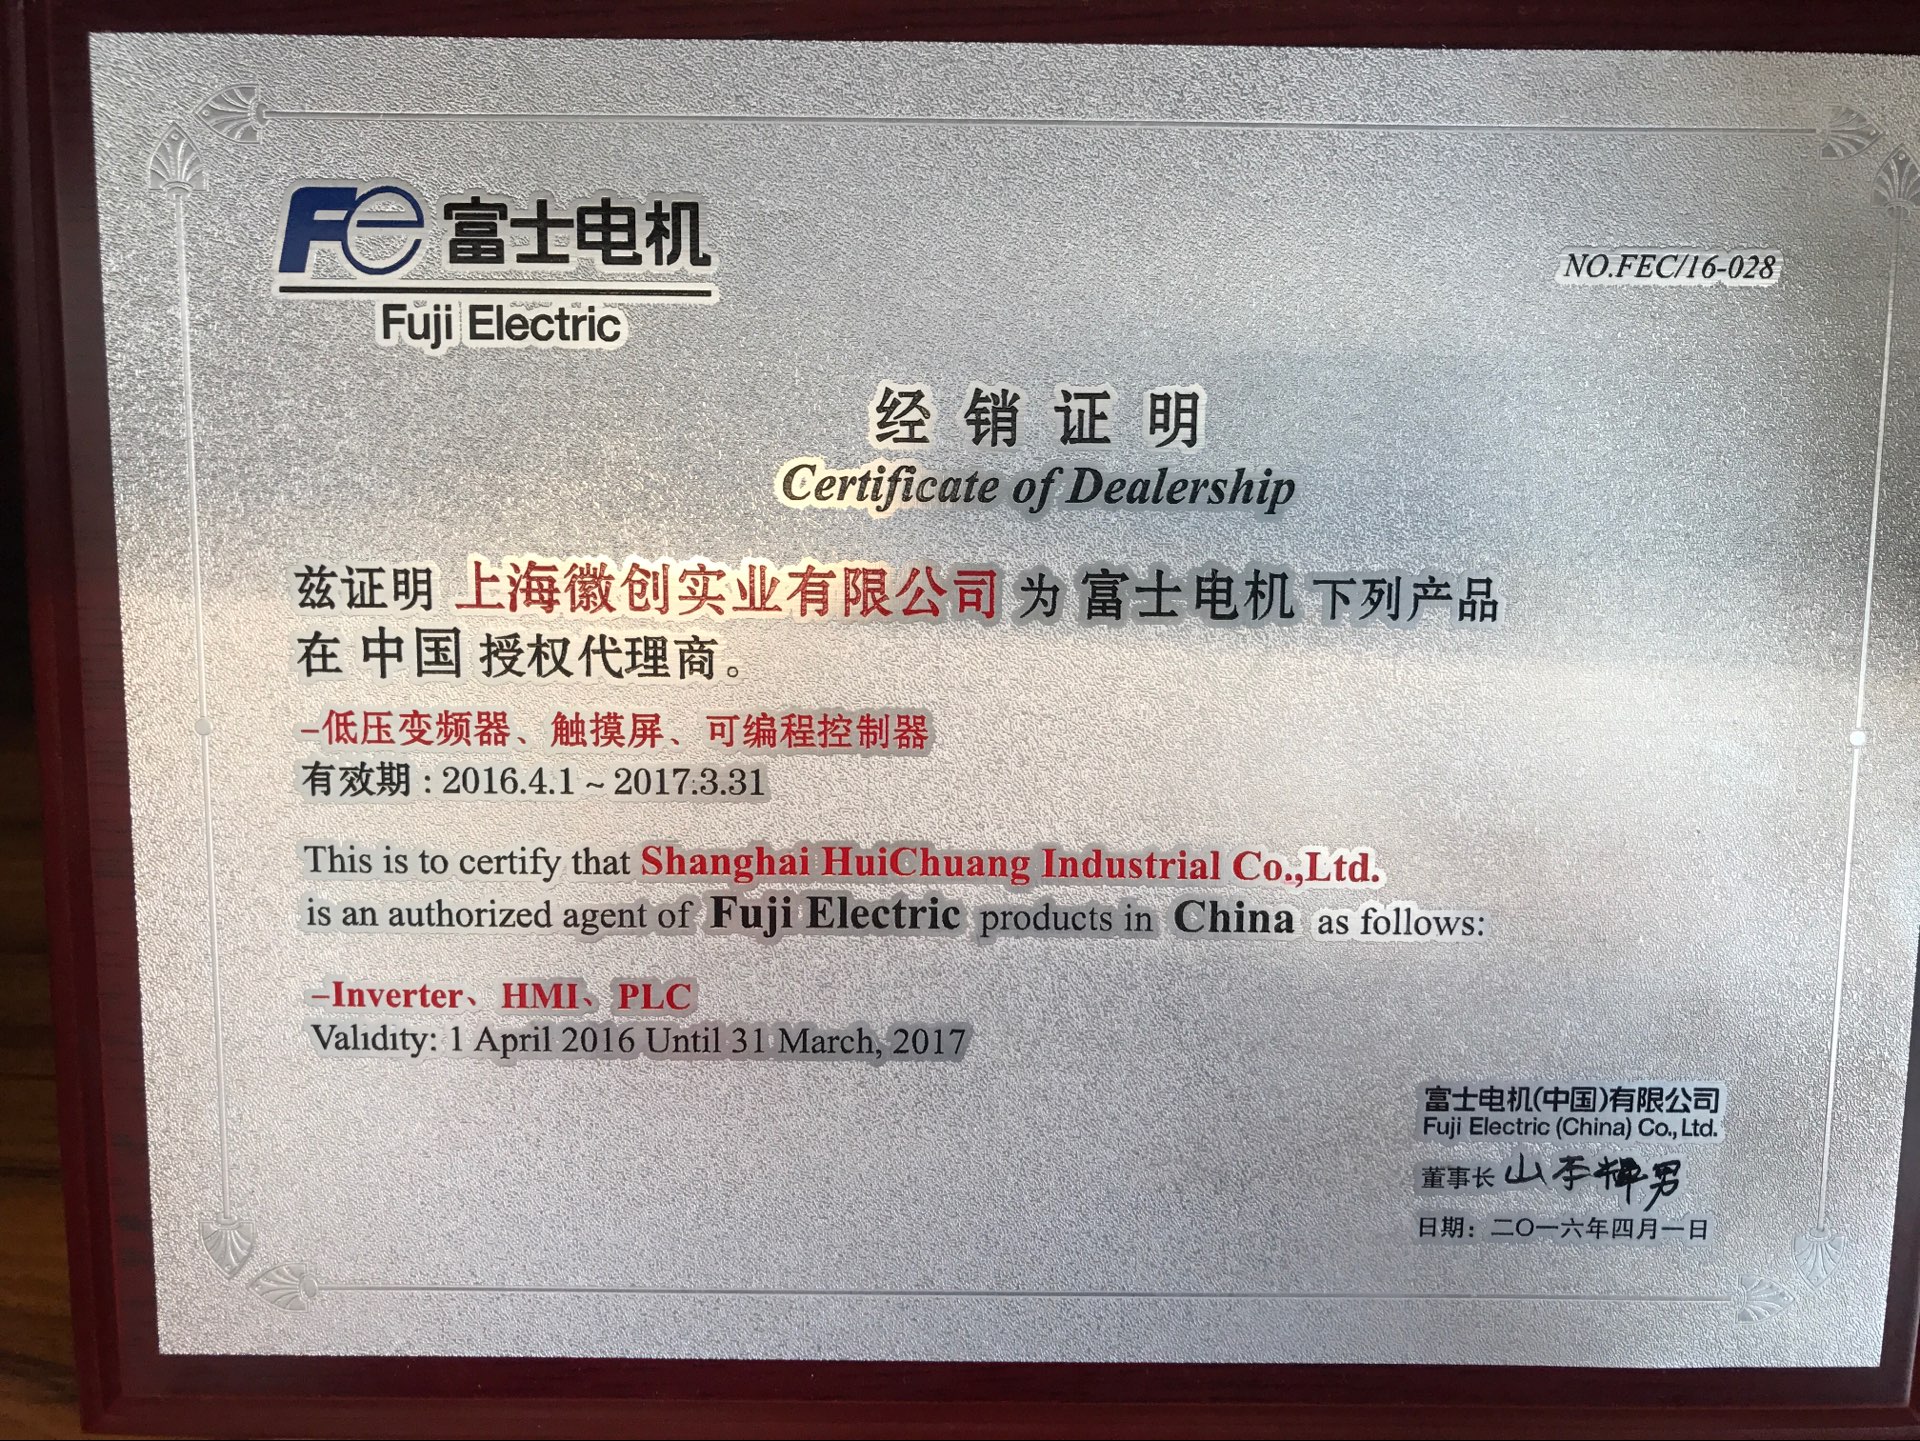 Fe 富士电机
Fuji Electric
NO.FEC/16-028
经销证明
Certificate of Dealership
兹证明 上海徽创实业有限公司 为 富士电机 下列产品
在 中国 授权代理商。
–低压变频器、触摸屏、可编程控制器
有效期 : 2016.4.1 ~ 2017.3.31
This is to certify that Shanghai HuiChuang Industrial Co.,Ltd.
is an authorized agent of Fuji Electric products in China as follows:
–Inverter、HMI、PLC
Validity: 1 April 2016 Until 31 March, 2017
富士电机(中国)有限公司
Fuji Electric (China) Co., Ltd.
董事长
日期：二〇一六年四月一日